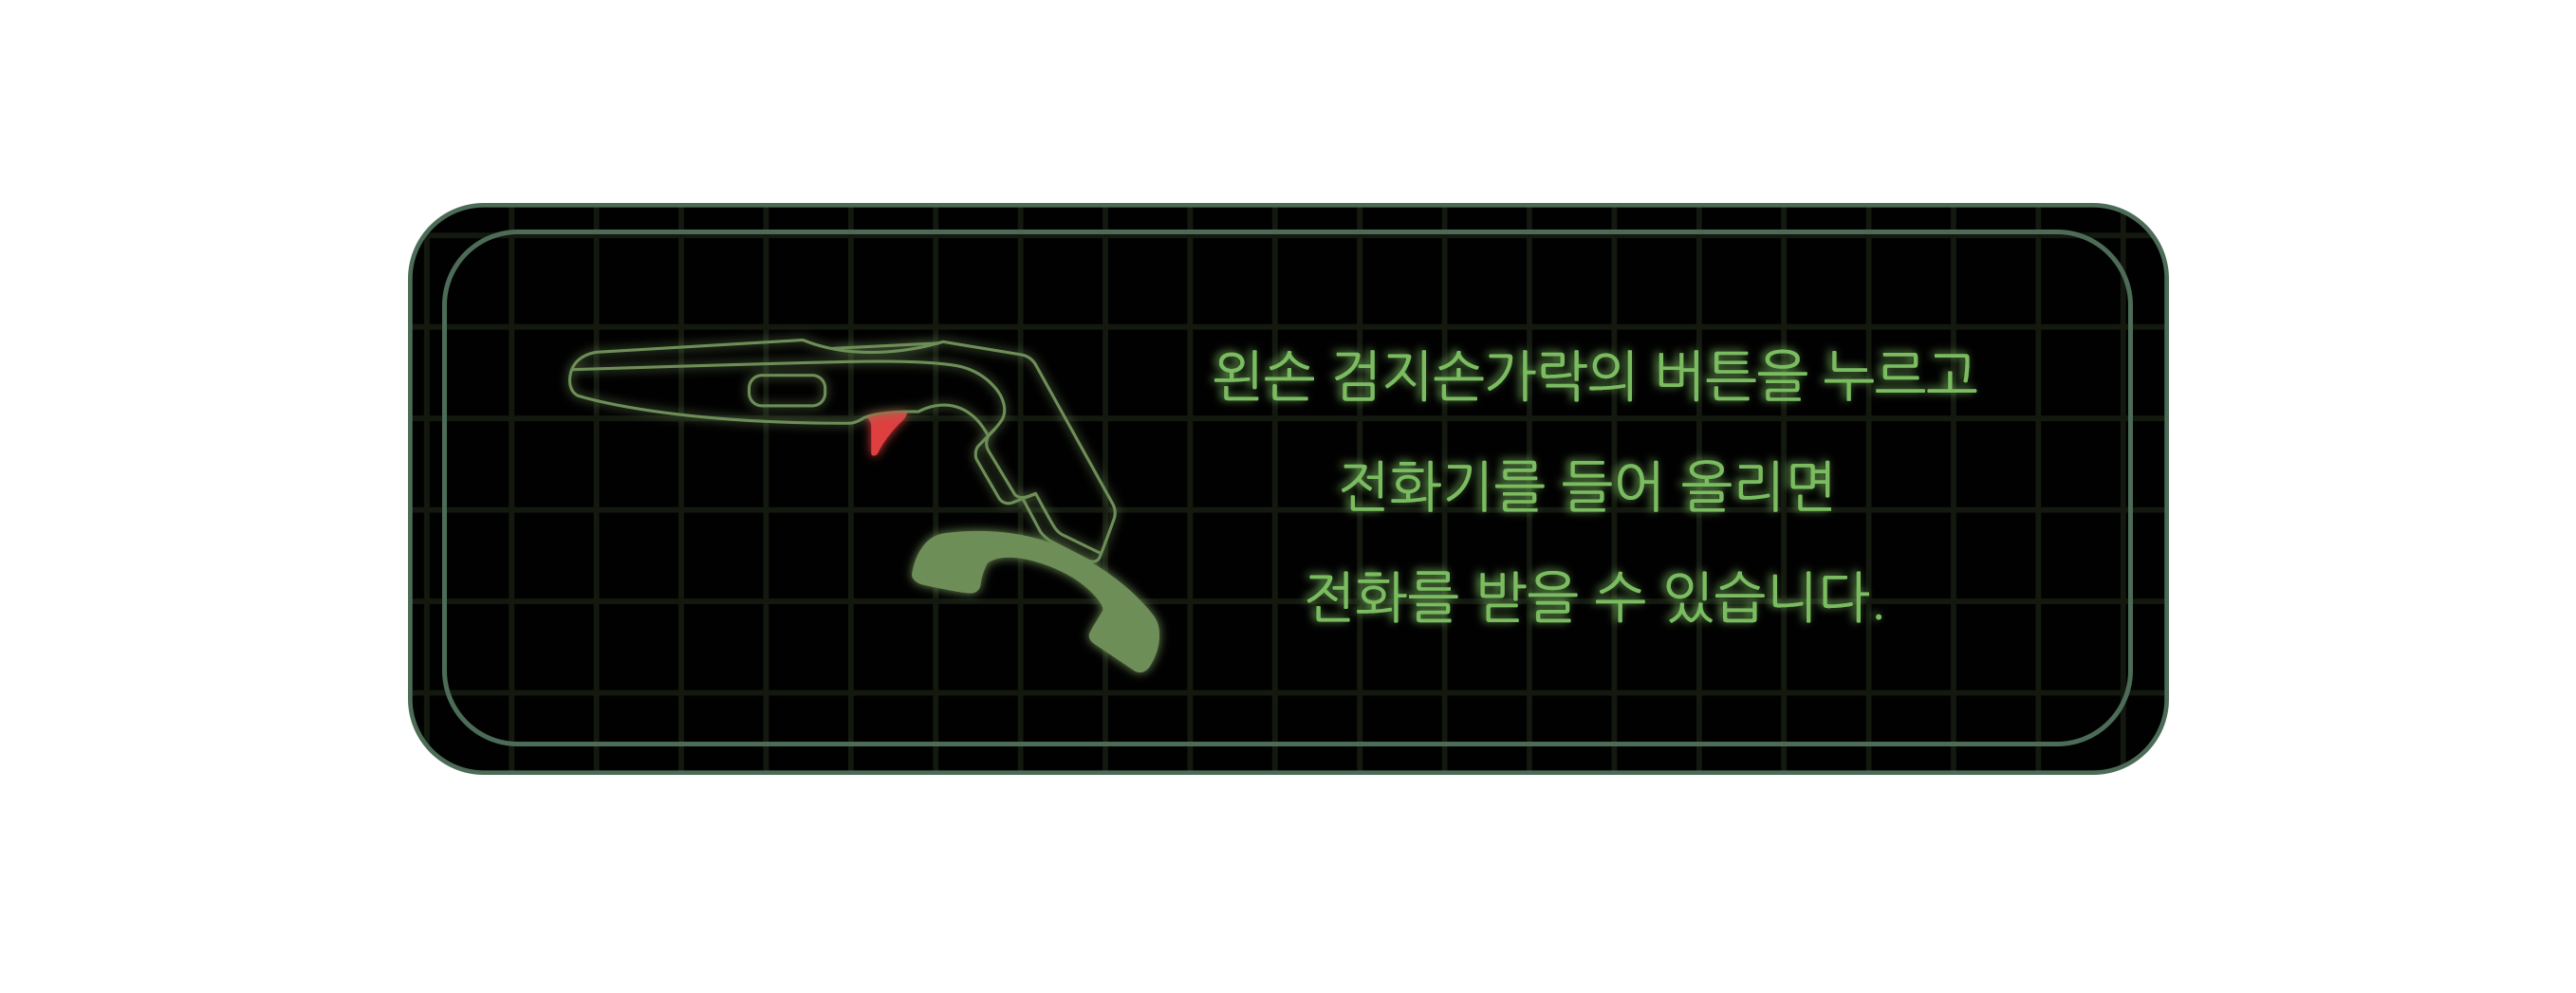 왼손 검지손가락의 버튼을 누르고
전화기를 들어 올리면
전화를 받을 수 있습니다.